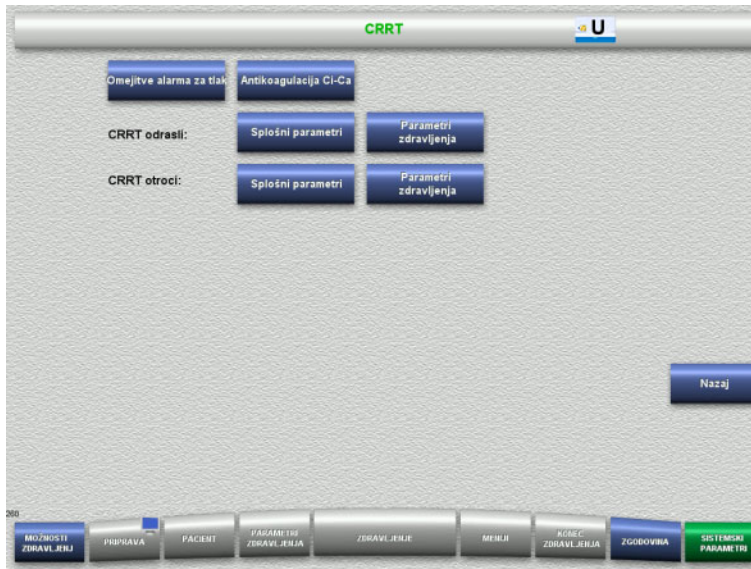 CRRT
U
Omejitve alarma za tlak
Antikoagulacija Ci-Ca
CRRT odrasli:
Splošni parametri
Parametri
zdravljenja
CRRT otroci:
Splošni parametri
Parametri
zdravljenja
Nazaj
260
MOŽNOSTI
ZDRAVLJENJ
PRIPRAVA
PACIENT
PARAMETRI
ZDRAVLJENJA
ZDRAVLJENJE
MENIJI
KONEC
ZDRAVLJENJA
ZGODOVINA
SISTEMSKI
PARAMETRI